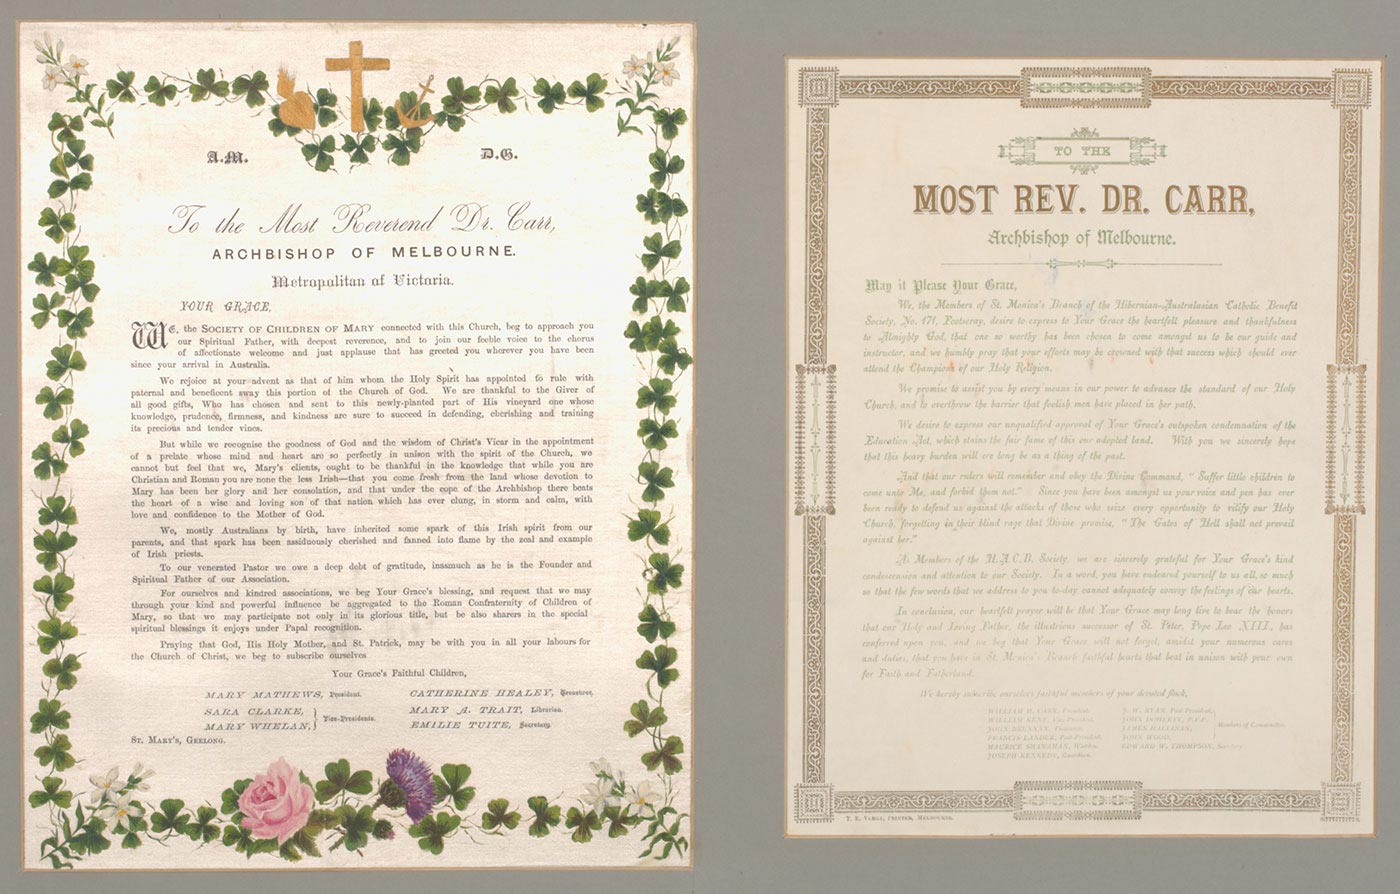 A.M. D.G.
To the Most Reverend Dr. Carr,
ARCHBISHOP OF MELBOURNE.
Metropolitan of Victoria.
YOUR GRACE,
WE, the SOCIETY OF CHILDREN OF MARY connected with this Church, beg to approach you
our Spiritual Father, with deepest reverence, and to join our feeble voice to the chorus
of affectionate welcome and just applause that has greeted you wherever you have been
since your arrival in Australia.
We rejoice at your advent as that of him whom the Holy Spirit has appointed to rule with
paternal and beneficent sway this portion of the Church of God. We are thankful to the Giver of
all good gifts, Who has chosen and sent to this newly-planted part of His vineyard one whose
knowledge, prudence, firmness, and kindness are sure to succeed in defending, cherishing and training
its precious and tender vines.
But while we recognise the goodness of God and the wisdom of Christ's Vicar in the appointment
of a prelate whose mind and heart are so perfectly in unison with the spirit of the Church, we
cannot but feel that we, Mary's clients, ought to be thankful in the knowledge that while you are
Christian and Roman you are none the less Irish—that you come fresh from the land whose devotion to
Mary has been her glory and her consolation, and that under the cope of the Archbishop there beats
the heart of a wise and loving son of that nation which has ever clung, in storm and calm, with
love and confidence to the Mother of God.
We, mostly Australians by birth, have inherited some spark of this Irish spirit from our
parents, and that spark has been assiduously cherished and fanned into flame by the zeal and example
of Irish priests.
To our venerated Pastor we owe a deep debt of gratitude, inasmuch as he is the Founder and
Spiritual Father of our Association.
For ourselves and kindred associations, we beg Your Grace's blessing, and request that we may
through your kind and powerful influence be aggregated to the Roman Confraternity of Children of
Mary, so that we may participate not only in its glorious title, but be also sharers in the special
spiritual blessings it enjoys under Papal recognition.
Praying that God, His Holy Mother, and St. Patrick, may be with you in all your labours for
the Church of Christ, we beg to subscribe ourselves
Your Grace's Faithful Children,
MARY MATHEWS, President. CATHERINE HEALEY, Treasurer.
SARA CLARKE, MARY A. TRAIT, Librarian.
Vice-Presidents.
MARY WHELAN, EMILIE TUITE, Secretary.
ST. MARY'S, GEELONG.
TO THE
MOST REV. DR. CARR,
Archbishop of Melbourne.
May it Please Your Grace,
We, the Members of St. Monica's Branch of the Hibernian-Australasian Catholic Benefit
Society, No. 171, Footscray, desire to express to Your Grace the heartfelt pleasure and thankfulness
to Almighty God, that one so worthy has been chosen to come amongst us to be our guide and
instructor, and we humbly pray that your efforts may be crowned with that success which should ever
attend the Champions of our Holy Religion.
We promise to assist you by every means in our power to advance the standard of our Holy
Church, and to overthrow the barrier that foolish men have placed in her path.
We desire to express our unqualified approval of Your Grace's outspoken condemnation of the
Education Act, which stains the fair fame of this our adopted land. With you we sincerely hope
that this heavy burden will ere long be as a thing of the past.
And that our rulers will remember and obey the Divine Command, "Suffer little children to
come unto Me, and forbid them not." Since you have been amongst us your voice and pen has ever
been ready to defend us against the attacks of those who seize every opportunity to vilify our Holy
Church, forgetting in their blind rage that Divine promise, "The Gates of Hell shall not prevail
against her."
As Members of the H.A.C.B. Society, we are sincerely grateful for Your Grace's kind
condescension and attention to our Society. In a word, you have endeared yourself to us all, so much
so that the few words that we address to you to-day cannot adequately convey the feelings of our hearts.
In conclusion, our heartfelt prayer will be that Your Grace may long live to bear the honors
that our Holy and Loving Father, the illustrious successor of St. Peter, Pope Leo XIII., has
conferred upon you, and we beg that Your Grace will not forget, amidst your numerous cares
and duties, that you have in St. Monica's Branch faithful hearts that beat in unison with your own
for Faith and Fatherland.
We hereby subscribe ourselves faithful members of your devoted flock,
WILLIAM H. CARR, President. RYAN, Past President.
WILLIAM KENT, Vice-President. JOHN DOHERTY,
JOHN BRENNAN, JAMES HALLINAN,
Members of Committee.
FRANCIS LANDER, Past President. JOHN WOOD,
MAURICE SHANAHAN, Warden. EDWARD W. THOMPSON, Secretary
JOSEPH KENNEDY, Guardian.
PRINTER, MELBOURNE.